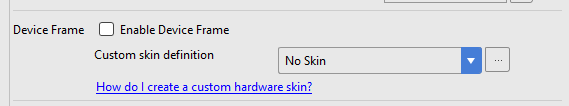 Device Frame Enable Device Frame
Custom skin definition No Skin ...
How do I create a custom hardware skin?